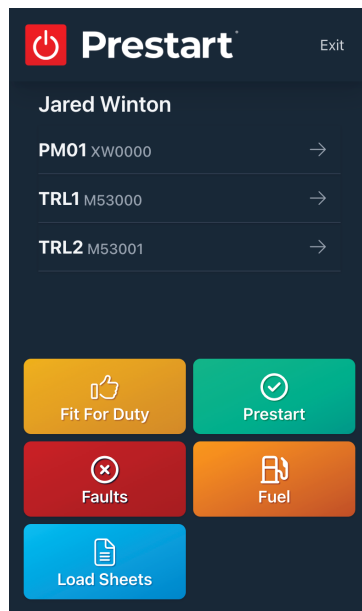 Prestart
Exit
Jared Winton
PM01 XW0000
TRL1 M53000
TRL2 M53001
Fit For Duty
Prestart
Faults
Fuel
Load Sheets